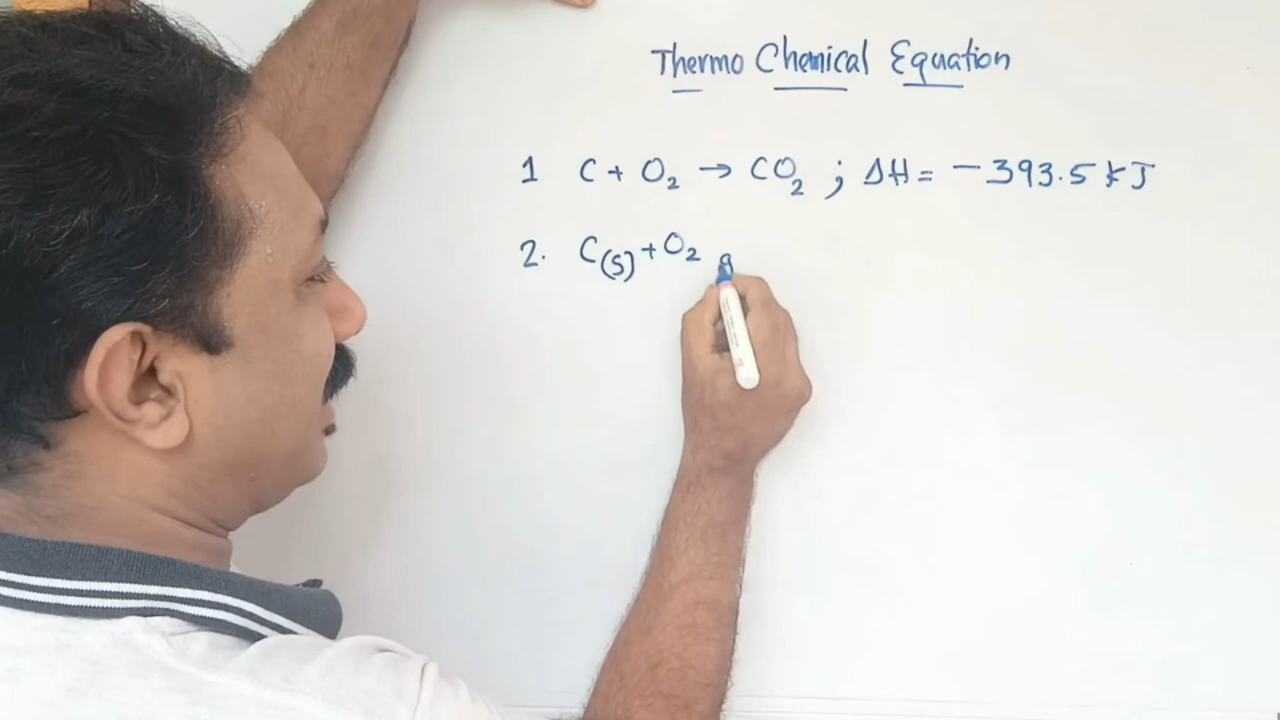 Thermo Chemical Equation
1 C + O₂ → CO₂ ; ΔH = -393.5 kJ
2. C(s) + O₂ g